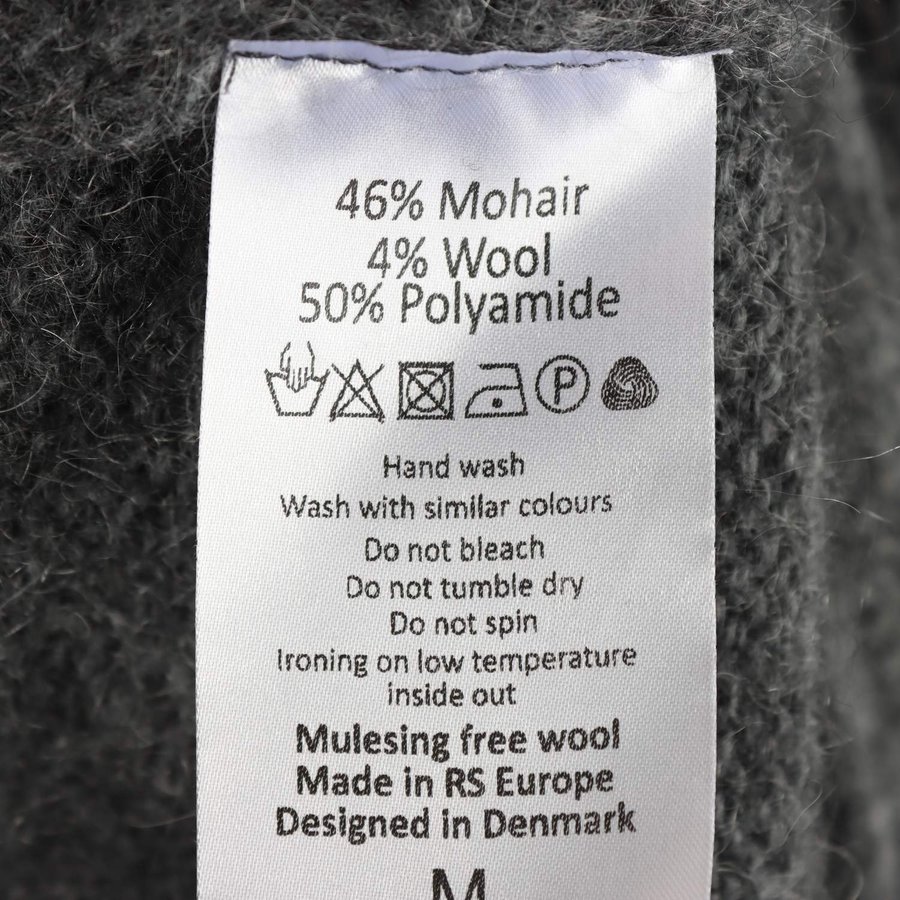 46% Mohair
4% Wool
50% Polyamide
P
Hand wash
Wash with similar colours
Do not bleach
Do not tumble dry
Do not spin
Ironing on low temperature
inside out
Mulesing free wool
Made in RS Europe
Designed in Denmark
M